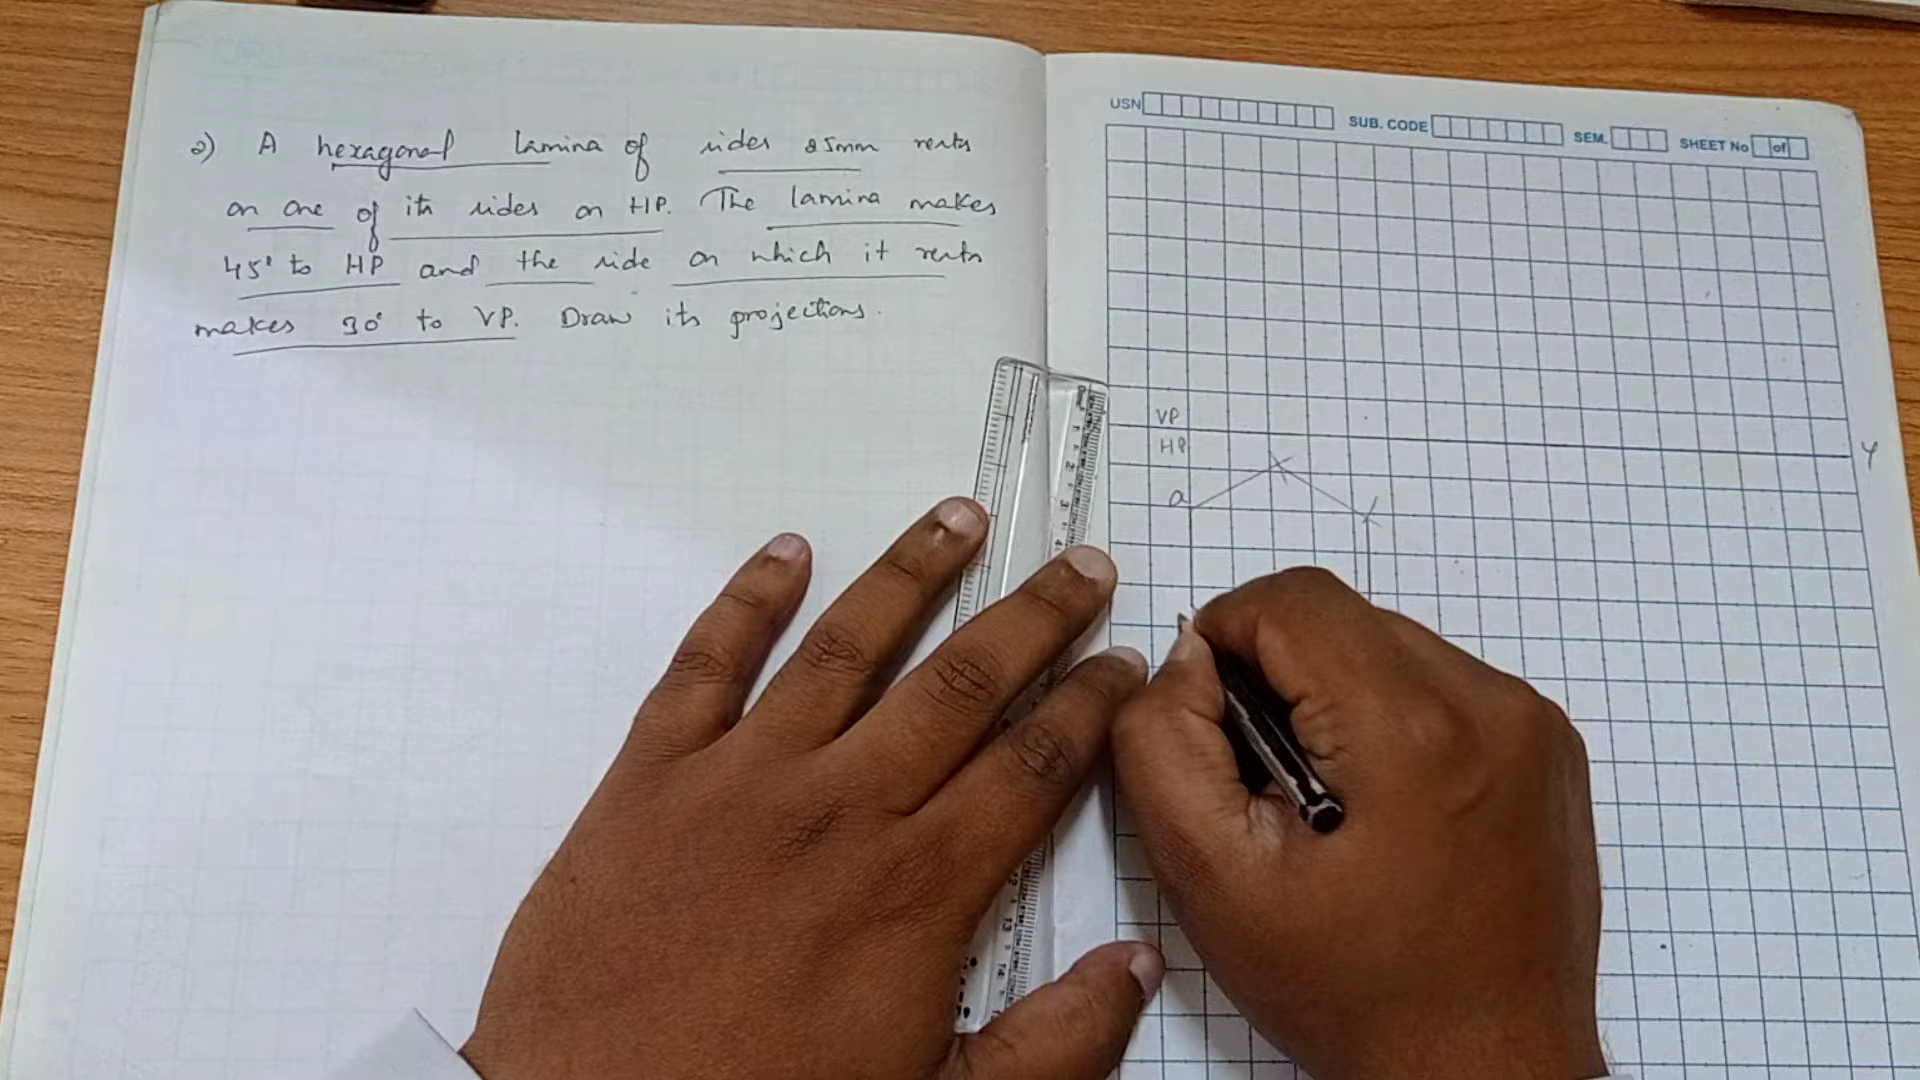 2) A hexagonal lamina of sides 25mm rests
on one of its sides on HP. The lamina makes
45° to HP and the side on which it rests
makes 30° to VP. Draw its projections.
USN SUB. CODE SEM. SHEET No of
VP
HP
Y
a